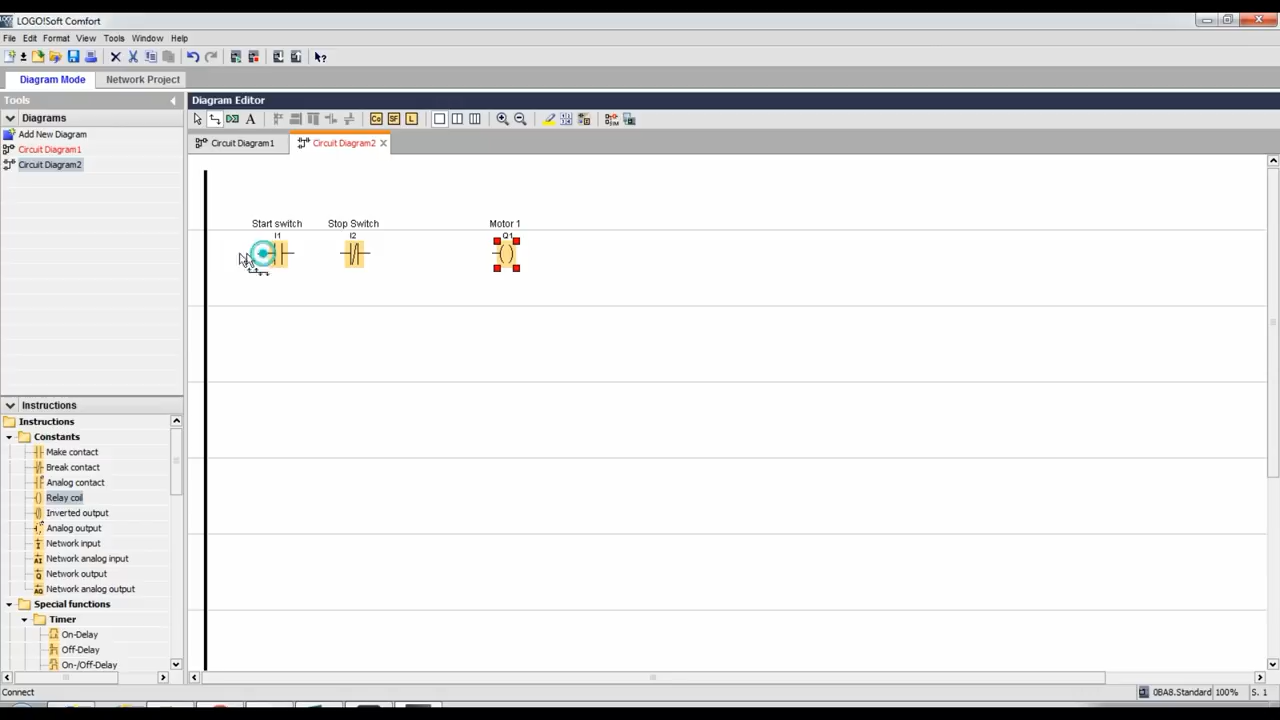 LOGO!Soft Comfort
File Edit Format View Tools Window Help
Diagram Mode Network Project
Tools
Diagrams
Add New Diagram
Circuit Diagram1
Circuit Diagram2
Instructions
Instructions
Constants
Make contact
Break contact
Analog contact
Relay coil
Inverted output
Analog output
Network input
Network analog input
Network output
Network analog output
Special functions
Timer
On-Delay
Off-Delay
On-/Off-Delay
Diagram Editor
A Co SF L
Circuit Diagram1 Circuit Diagram2
Start switch Stop Switch Motor 1
I1 I2 Q1
Connect 0BA8.Standard 100% S. 1